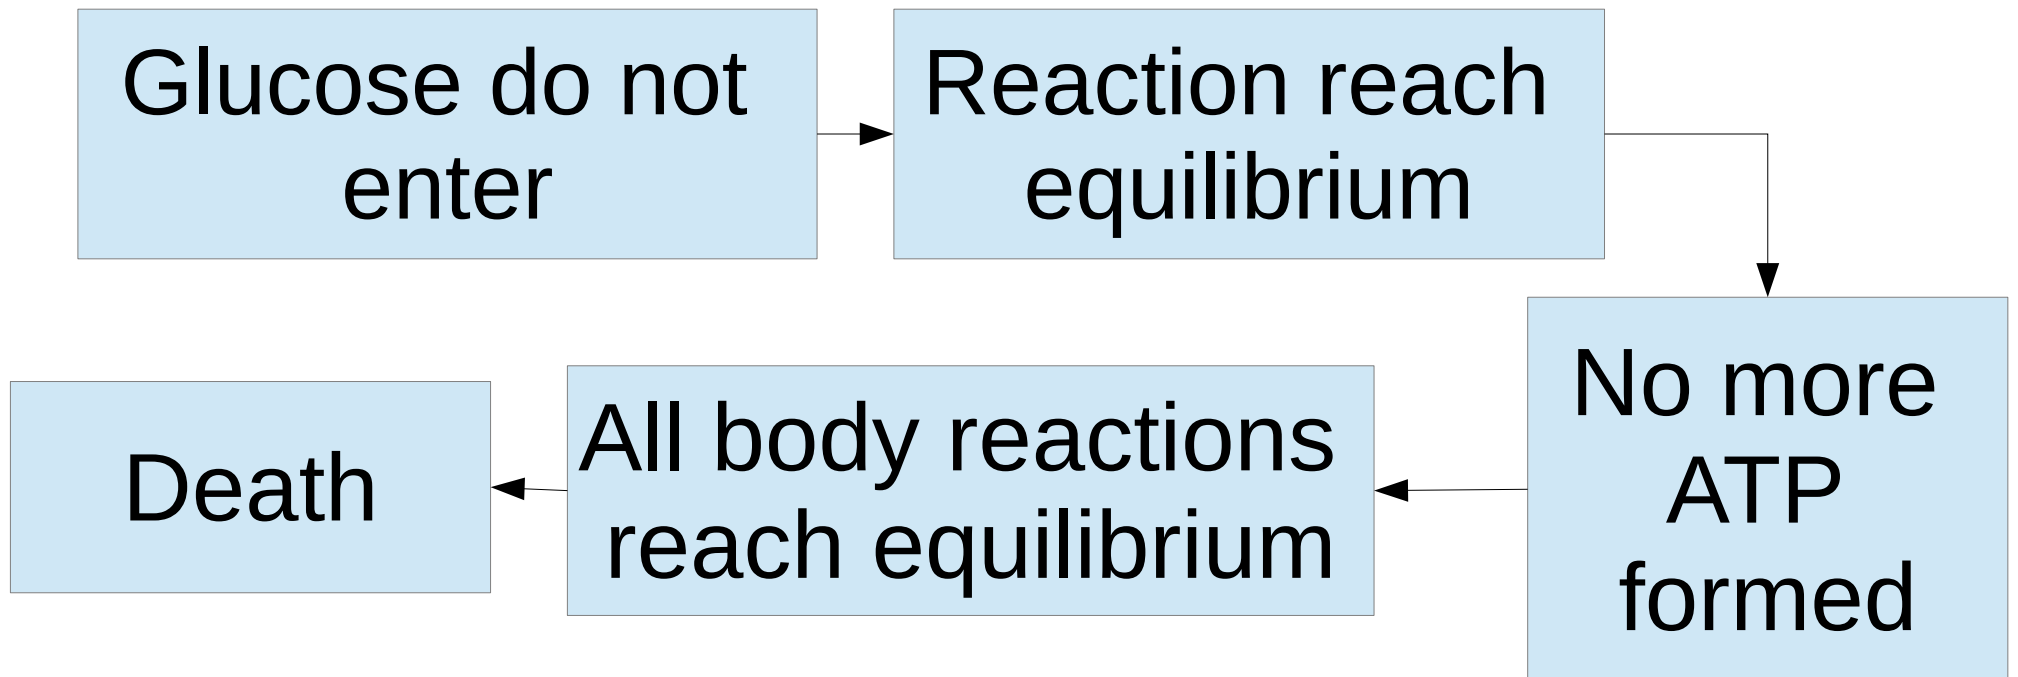 Glucose do not
enter
Reaction reach
equilibrium
No more
ATP
formed
All body reactions
reach equilibrium
Death